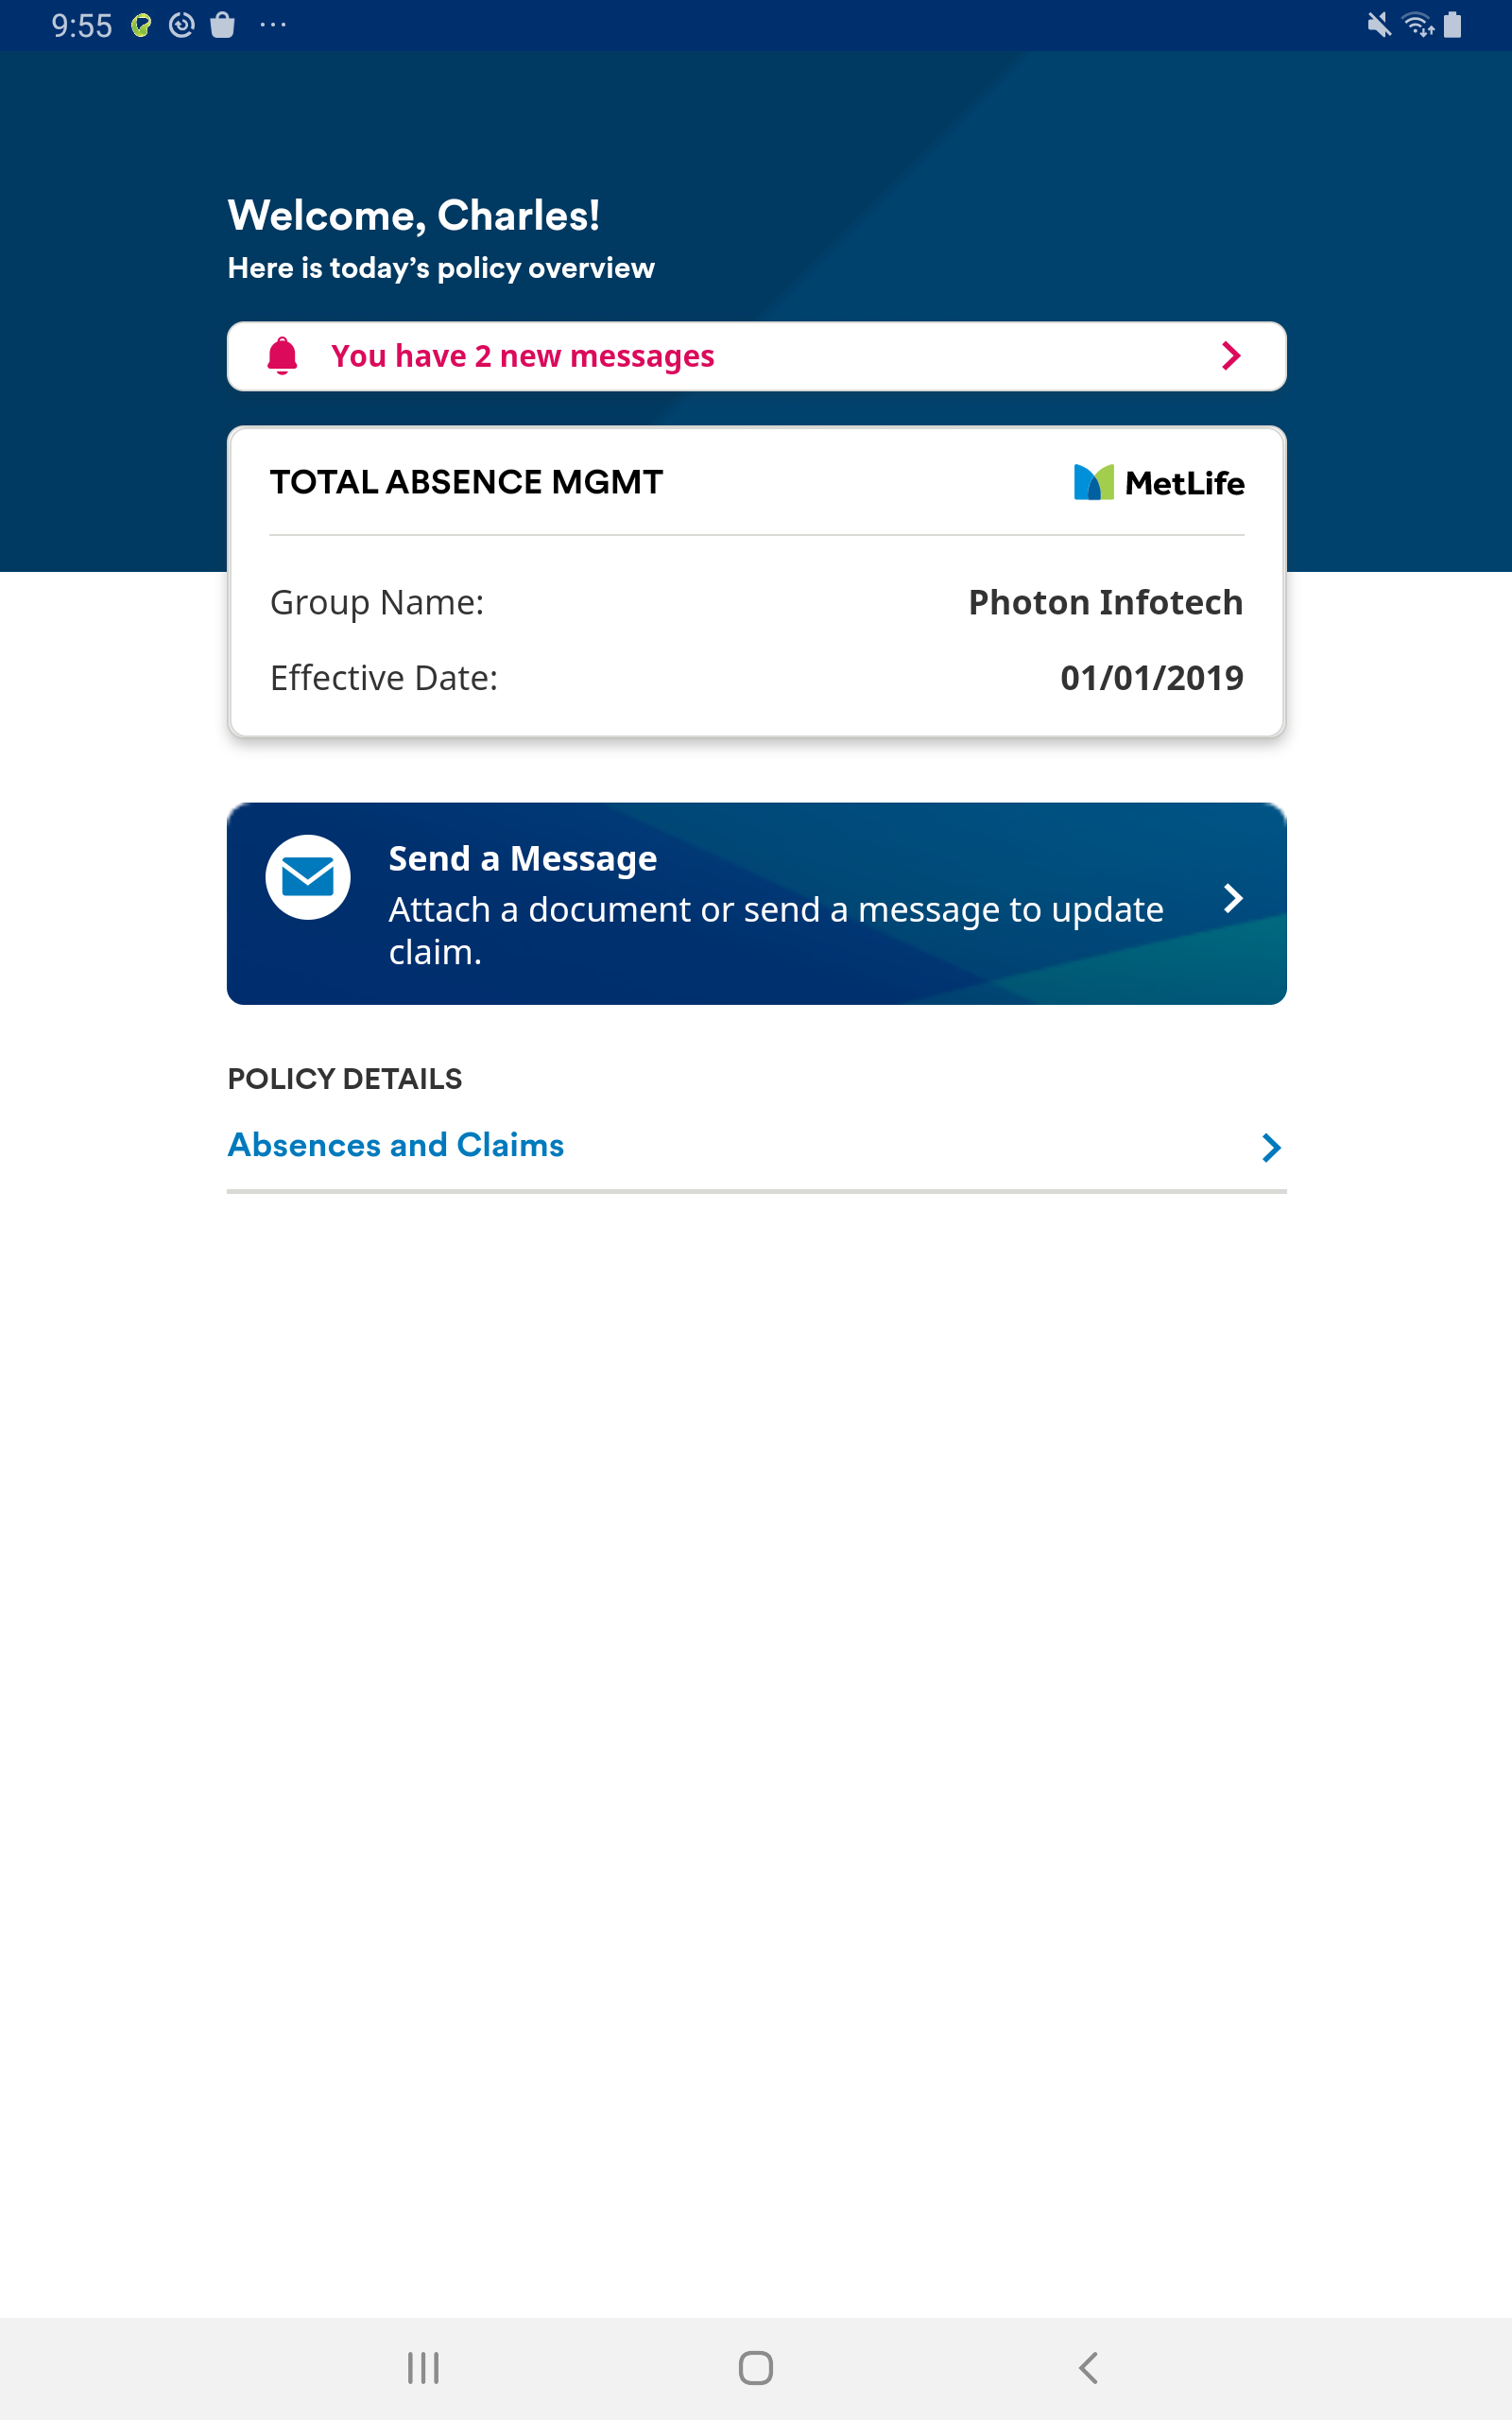 9:55
Welcome, Charles!
Here is today’s policy overview
You have 2 new messages
TOTAL ABSENCE MGMT
MetLife
Group Name:
Photon Infotech
Effective Date:
01/01/2019
Send a Message
Attach a document or send a message to update
claim.
POLICY DETAILS
Absences and Claims